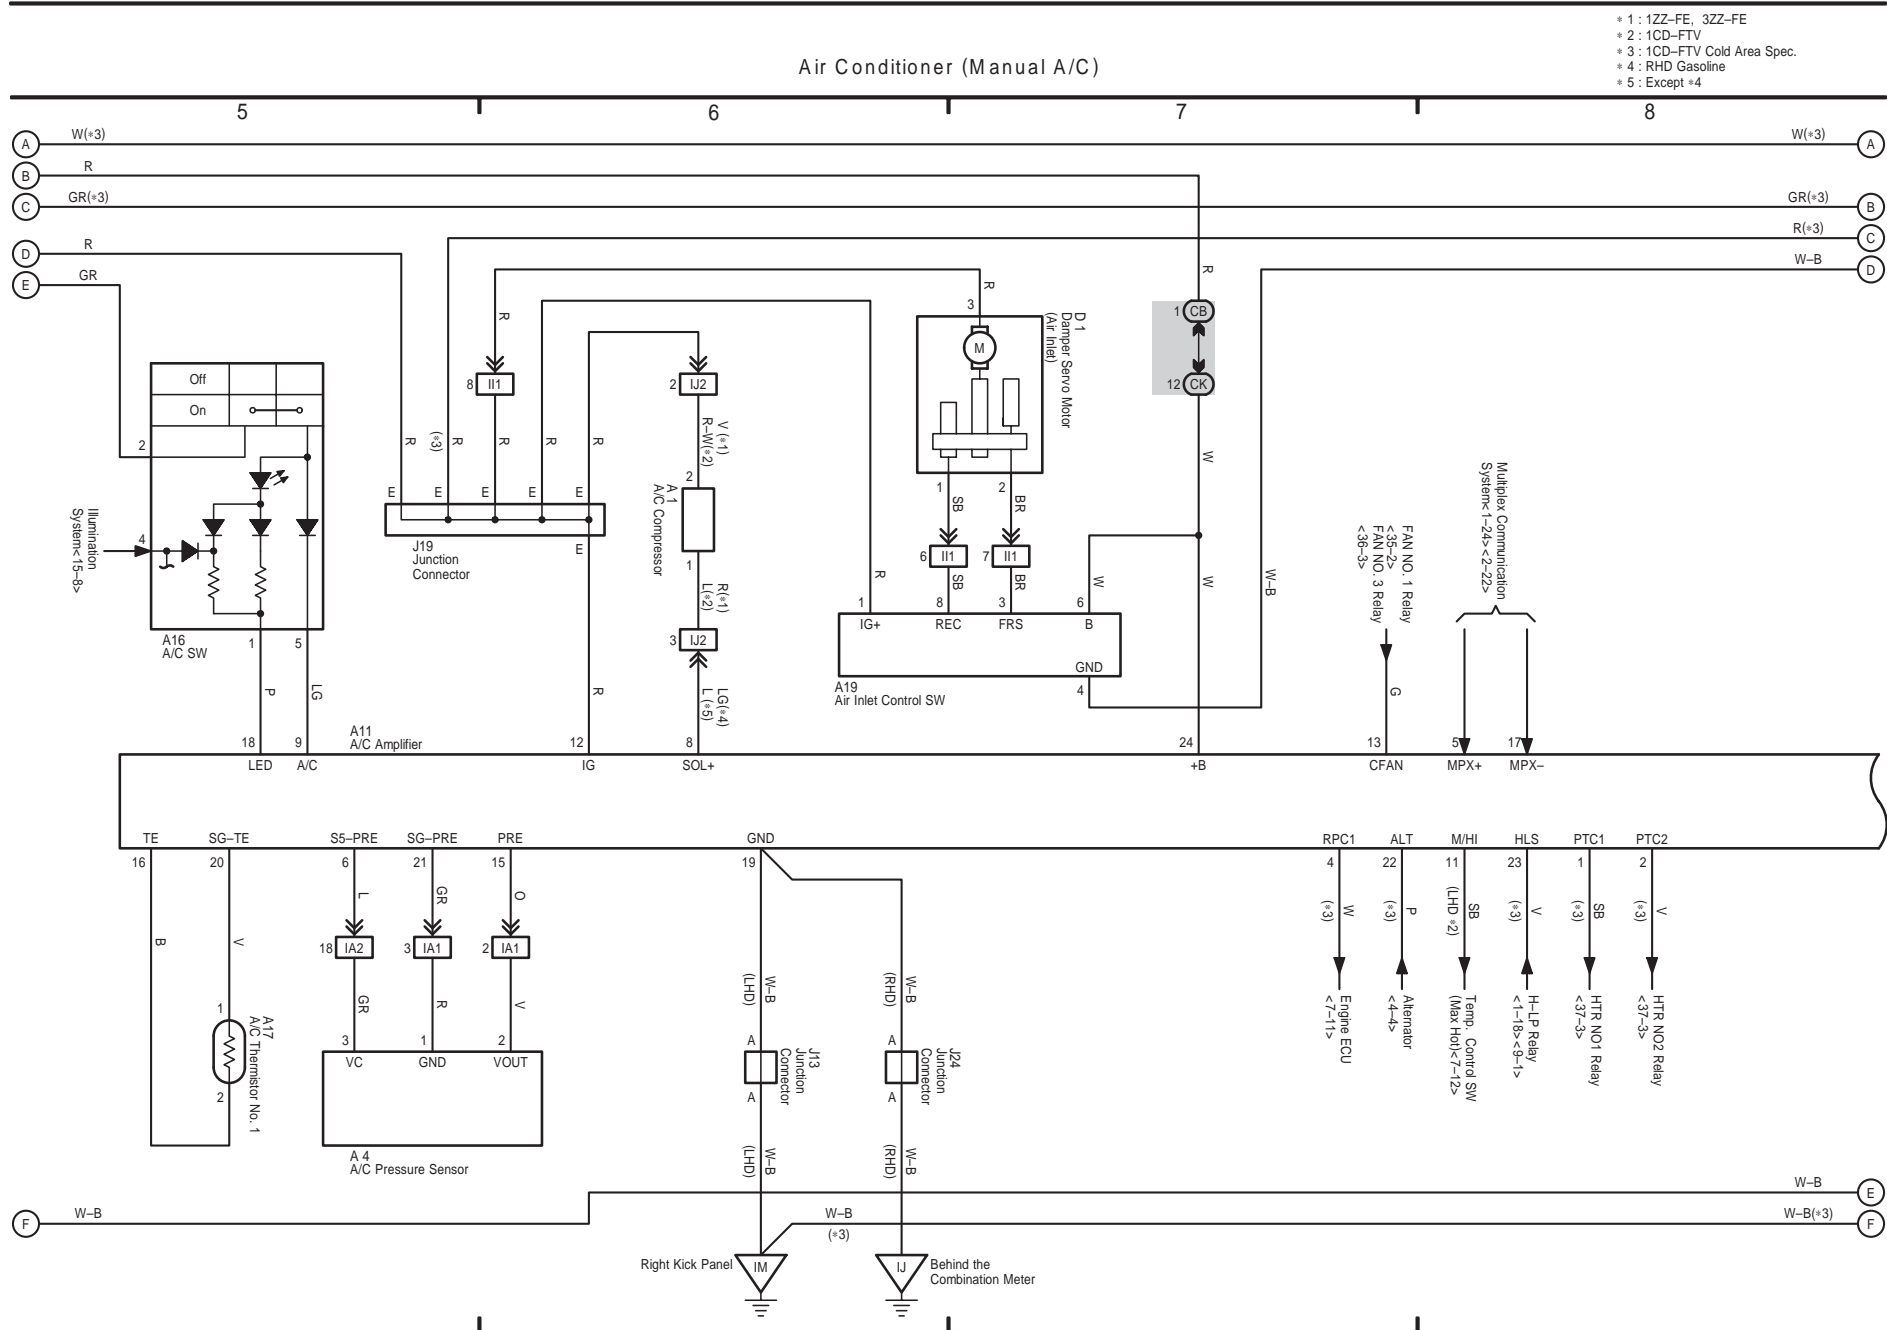 ∗ 1 : 1ZZ–FE, 3ZZ–FE
∗ 2 : 1CD–FTV
∗ 3 : 1CD–FTV Cold Area Spec.
∗ 4 : RHD Gasoline
∗ 5 : Except ∗4
Air Conditioner (Manual A/C)
5 6 7 8
A W(∗3) W(∗3) A
B R
C GR(∗3) GR(∗3) B
R(∗3) C
D R
W–B D
E GR
R R R
3
D 1
Damper Servo Motor
(Air Inlet)
M
1 CB
12 CK
Off
On
2
4
Illumination
System<15–8>
A16
A/C SW
1 5
P LG
8 II1
2 IJ2
R
R (∗3)
R
R
R
E E E E E
E
J19
Junction
Connector
V (∗1)
R–W(∗2)
2
A 1
A/C Compressor
1
R(∗1)
L(∗2)
3 IJ2
LG(∗4)
L (∗5)
R
R
1 2
SB BR
6 II1 7 II1
SB BR
1 8 3 6
IG+ REC FRS B
GND
4
A19
Air Inlet Control SW
W
W
W
W–B
FAN NO. 1 Relay
<35–2>
FAN NO. 3 Relay
<36–3>
G
Multiplex Communication
System<1–24><2–22>
A11
A/C Amplifier
18 9 12 8 24 13 5 17
LED A/C IG SOL+ +B CFAN MPX+ MPX–
TE SG–TE S5–PRE SG–PRE PRE GND RPC1 ALT M/HI HLS PTC1 PTC2
16 20 6 21 15 19 4 22 11 23 1 2
B V L GR O
18 IA2 3 IA1 2 IA1
GR R V
1
A17
A/C Thermistor No. 1
2
3 1 2
VC GND VOUT
A 4
A/C Pressure Sensor
W–B
(LHD)
W–B
(RHD)
A A
J13
Junction
Connector
J24
Junction
Connector
A A
W–B
(LHD)
W–B
(RHD)
W
(∗3)
P
(∗3)
SB
(LHD ∗2)
V
(∗3)
SB
(∗3)
V
(∗3)
Engine ECU
<7–11>
Alternator
<4–4>
Temp. Control SW
(Max Hot)<7–12>
H–LP Relay
<1–18><9–1>
HTR NO1 Relay
<37–3>
HTR NO2 Relay
<37–3>
W–B E
F W–B W–B W–B(∗3) F
(∗3)
Right Kick Panel IM IJ Behind the
Combination Meter